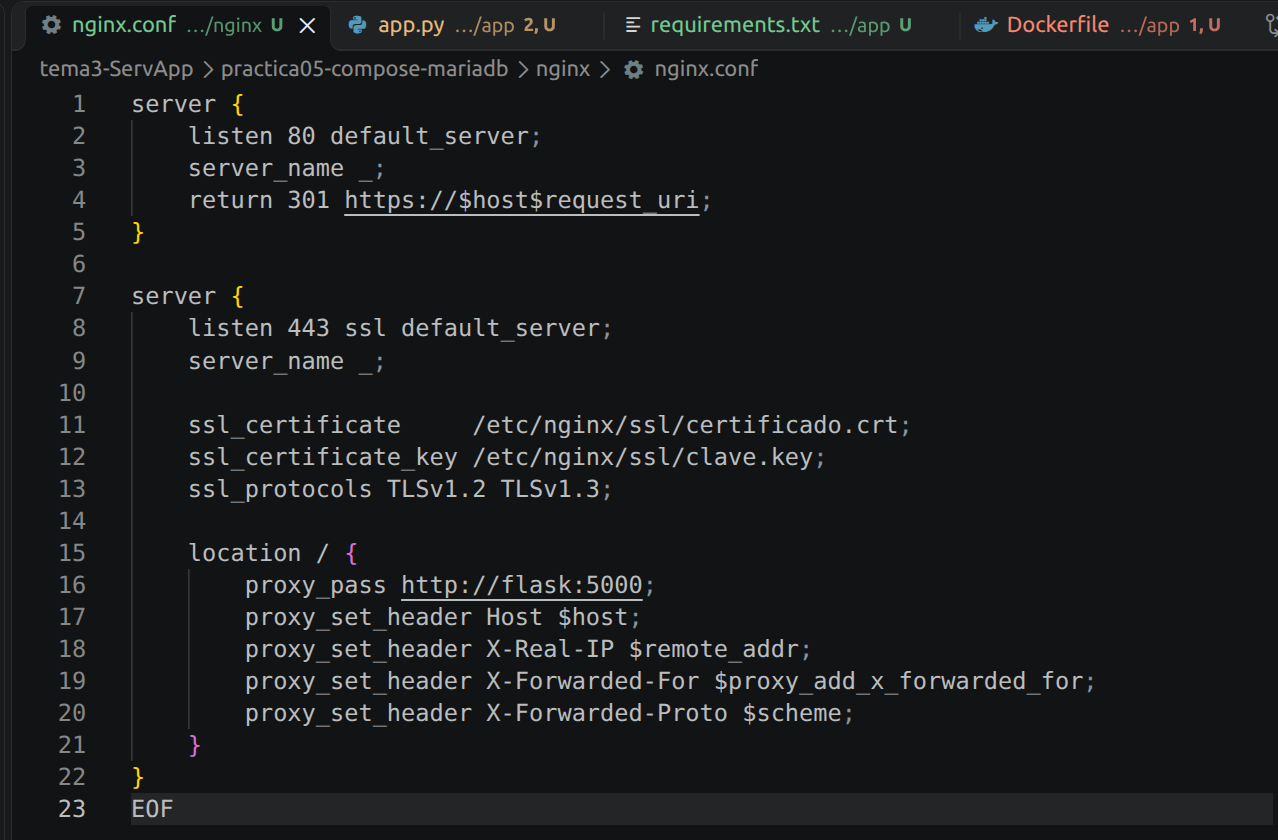 nginx.conf .../nginx U app.py .../app 2, U requirements.txt .../app U Dockerfile .../app 1, U
tema3-ServApp > practica05-compose-mariadb > nginx > nginx.conf
1 server {
2     listen 80 default_server;
3     server_name _;
4     return 301 https://$host$request_uri;
5 }
6
7 server {
8     listen 443 ssl default_server;
9     server_name _;
10
11     ssl_certificate     /etc/nginx/ssl/certificado.crt;
12     ssl_certificate_key /etc/nginx/ssl/clave.key;
13     ssl_protocols TLSv1.2 TLSv1.3;
14
15     location / {
16         proxy_pass http://flask:5000;
17         proxy_set_header Host $host;
18         proxy_set_header X-Real-IP $remote_addr;
19         proxy_set_header X-Forwarded-For $proxy_add_x_forwarded_for;
20         proxy_set_header X-Forwarded-Proto $scheme;
21     }
22 }
23 EOF